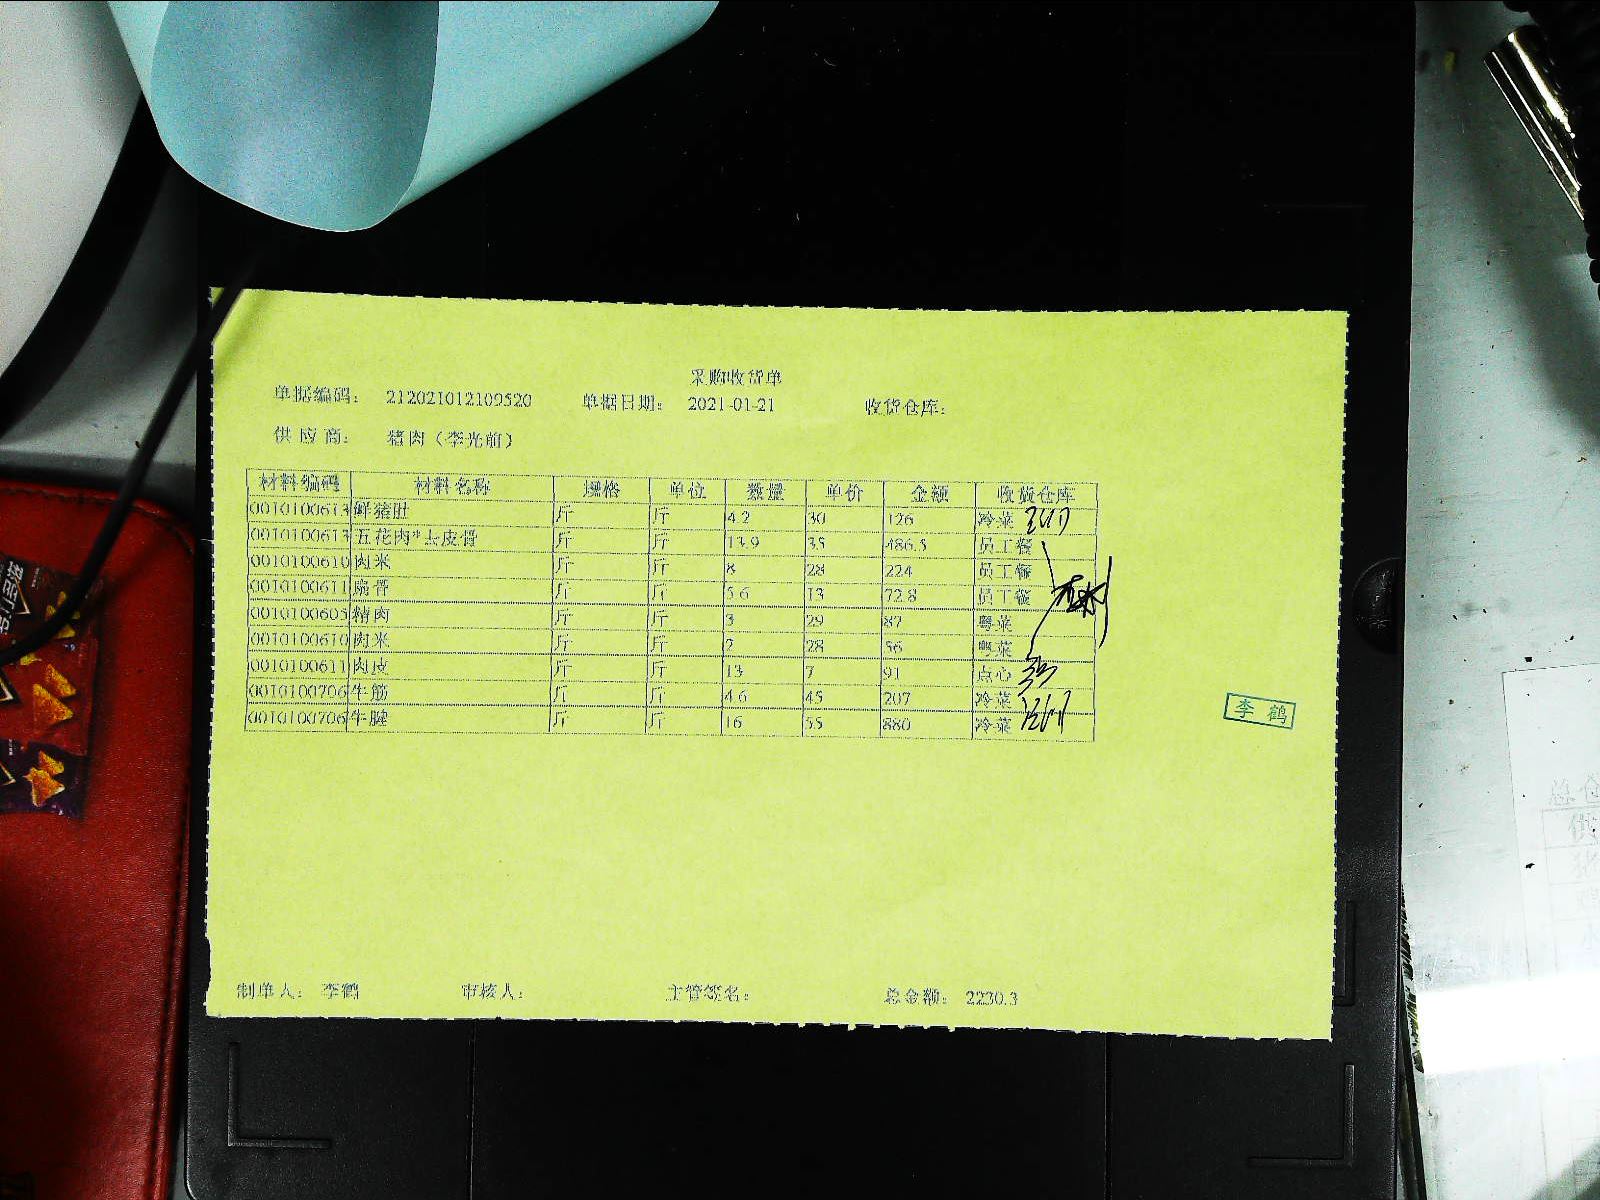 采购收货单
单据编码： 212021012109520 单据日期： 2021-01-21 收货仓库：
供应商： 猪肉（李光前）
材料编码 材料名称 规格 单位 数量 单价 金额 收货仓库
0010100613 鲜猪肚 斤 斤 4.2 30 126 冷菜
0010100613 五花肉*去皮骨 斤 斤 13.9 35 486.5 员工餐
0010100610 肉米 斤 斤 8 28 224 员工餐
0010100611 扇骨 斤 斤 5.6 13 72.8 员工餐
0010100605 精肉 斤 斤 3 29 87 粤菜
0010100610 肉米 斤 斤 2 28 56 粤菜
0010100611 肉皮 斤 斤 13 7 91 点心
0010100706 牛筋 斤 斤 4.6 45 207 冷菜
0010100706 牛腱 斤 斤 16 55 880 冷菜
李鹤
制单人： 李鹤 审核人： 主管签名： 总金额： 2230.3